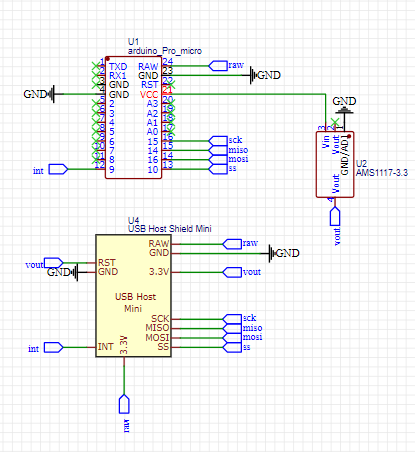 U1
arduino_Pro_micro
1 TXD RAW 24 raw
2 RX1 GND 23 GND
3 GND RST 22
GND 4 GND VCC 21
5 2 A3 20
6 3 A2 19
7 4 A1 18
8 5 A0 17
9 6 15 16 sck
10 7 14 15 miso
11 8 16 14 mosi
int 12 9 10 13 ss
GND
3 2 1
Vin
Vout
GND/ADJ
U2
AMS1117-3.3
Vout
4
vout
U4
USB Host Shield Mini
RAW raw
GND GND
vout RST
GND GND 3.3V vout
USB Host
Mini
SCK sck
MISO miso
MOSI mosi
int INT SS ss
3.3V
raw